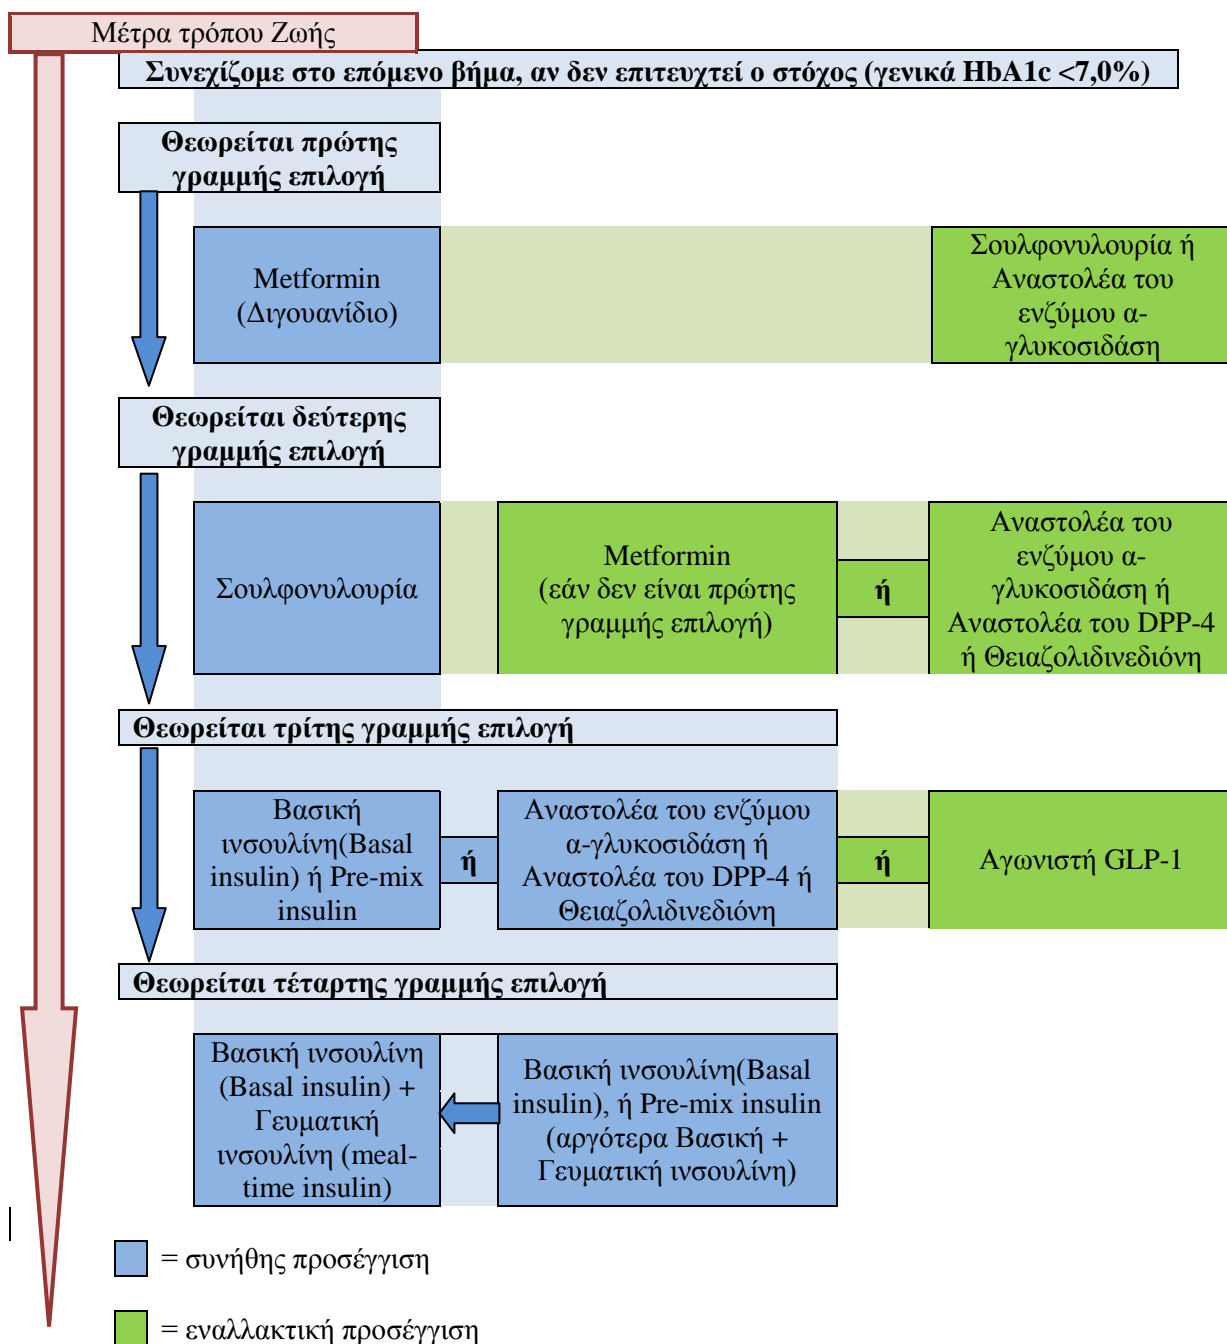 Μέτρα τρόπου Ζωής
Συνεχίζομε στο επόμενο βήμα, αν δεν επιτευχτεί ο στόχος (γενικά HbA1c <7,0%)
Θεωρείται πρώτης
γραμμής επιλογή
Metformin
(Διγουανίδιο)
Σουλφονυλουρία ή
Αναστολέα του
ενζύμου α-
γλυκοσιδάση
Θεωρείται δεύτερης
γραμμής επιλογή
Σουλφονυλουρία
Metformin
(εάν δεν είναι πρώτης
γραμμής επιλογή)
ή
Αναστολέα του
ενζύμου α-
γλυκοσιδάση ή
Αναστολέα του DPP-4
ή Θειαζολιδινεδιόνη
Θεωρείται τρίτης γραμμής επιλογή
Βασική
ινσουλίνη(Basal
insulin) ή Pre-mix
insulin
ή
Αναστολέα του ενζύμου
α-γλυκοσιδάση ή
Αναστολέα του DPP-4 ή
Θειαζολιδινεδιόνη
ή
Αγωνιστή GLP-1
Θεωρείται τέταρτης γραμμής επιλογή
Βασική ινσουλίνη
(Basal insulin) +
Γευματική
ινσουλίνη (meal-
time insulin)
Βασική ινσουλίνη(Basal
insulin), ή Pre-mix insulin
(αργότερα Βασική +
Γευματική ινσουλίνη)
= συνήθης προσέγγιση
= εναλλακτική προσέγγιση